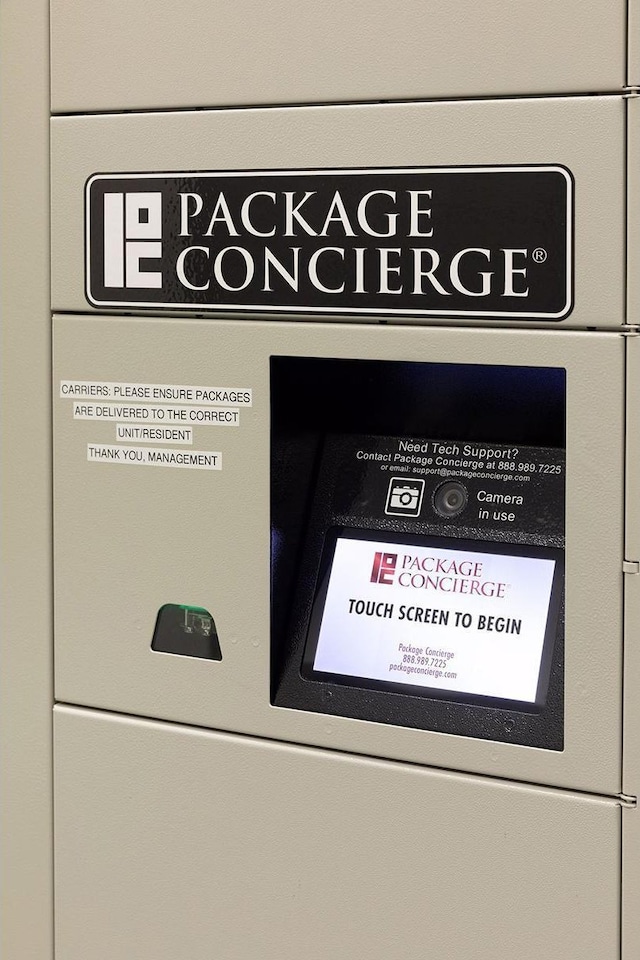 PACKAGE
CONCIERGE®
CARRIERS: PLEASE ENSURE PACKAGES
ARE DELIVERED TO THE CORRECT
UNIT/RESIDENT
THANK YOU, MANAGEMENT
Need Tech Support?
Contact Package Concierge at 888.989.7225
or email: support@packageconcierge.com
Camera
in use
PACKAGE
CONCIERGE
TOUCH SCREEN TO BEGIN
Package Concierge
888.989.7225
packageconcierge.com